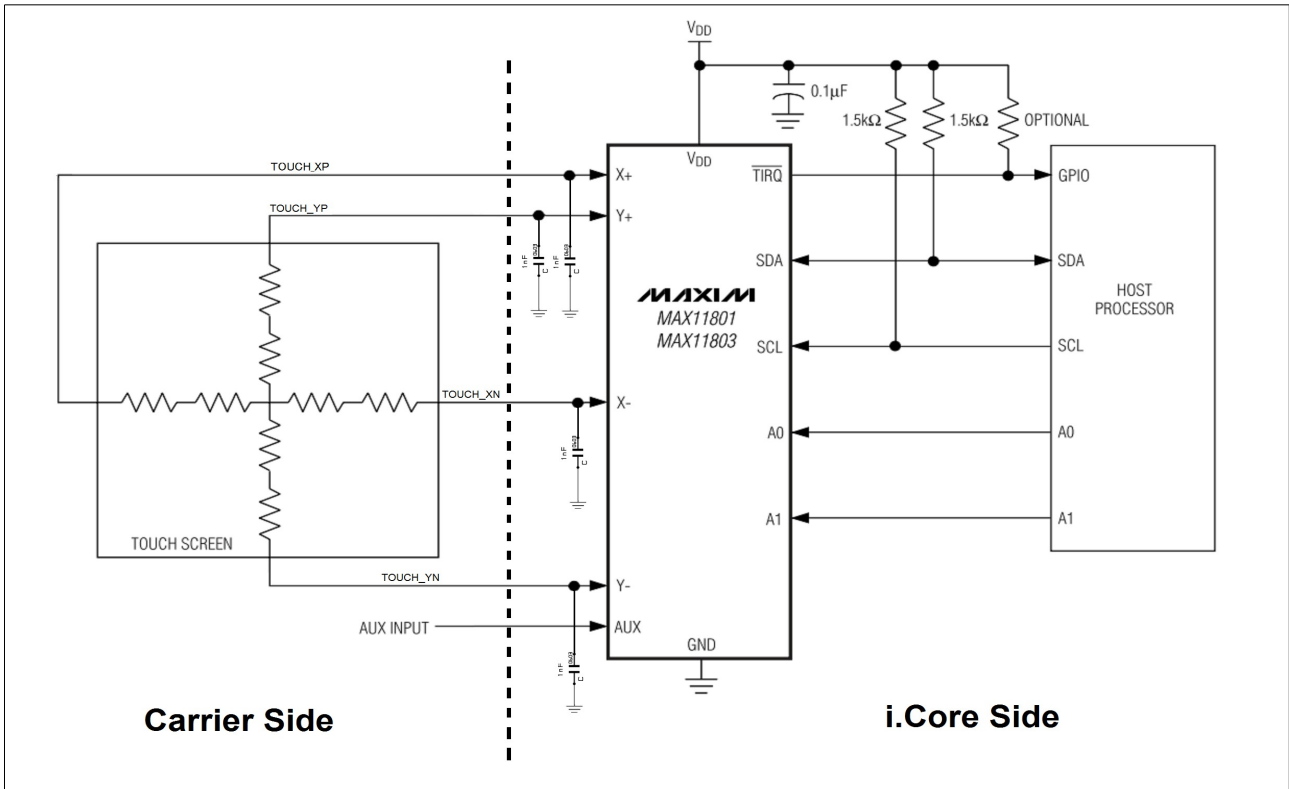 VDD
0.1µF
1.5kΩ
1.5kΩ
OPTIONAL
TOUCH_XP
TOUCH_YP
TOUCH_XN
TOUCH_YN
TOUCH SCREEN
AUX INPUT
1nF
C
1nF
C
1nF
C
1nF
C
VDD
X+
Y+
X-
Y-
AUX
TIRQ
SDA
SCL
A0
A1
GND
MAXIM
MAX11801
MAX11803
GPIO
SDA
SCL
A0
A1
HOST
PROCESSOR
Carrier Side
i.Core Side